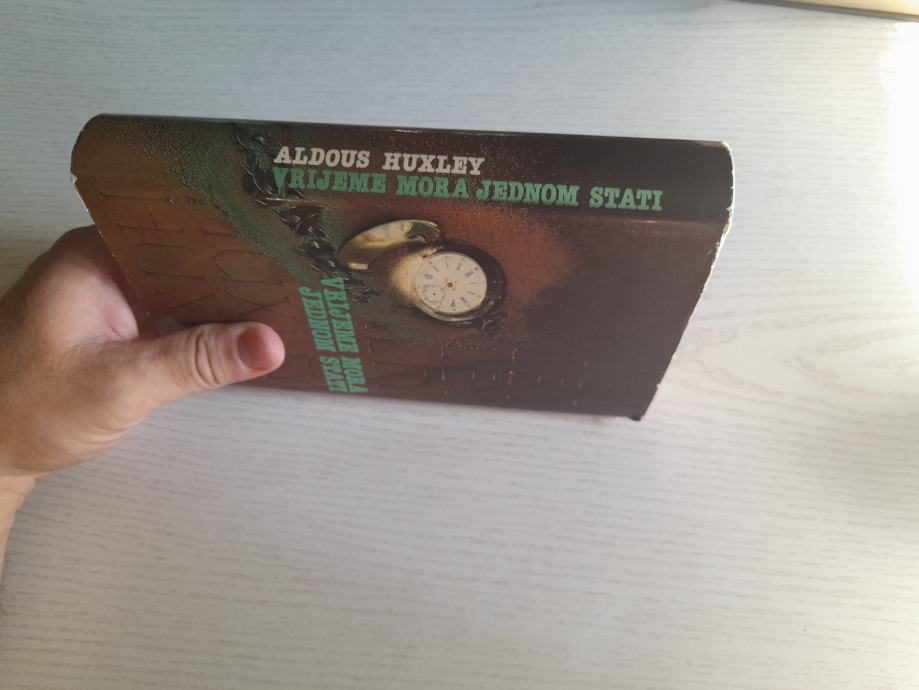 ALDOUS HUXLEY
VRIJEME MORA JEDNOM STATI
VRIJEME MORA
JEDNOM STATI